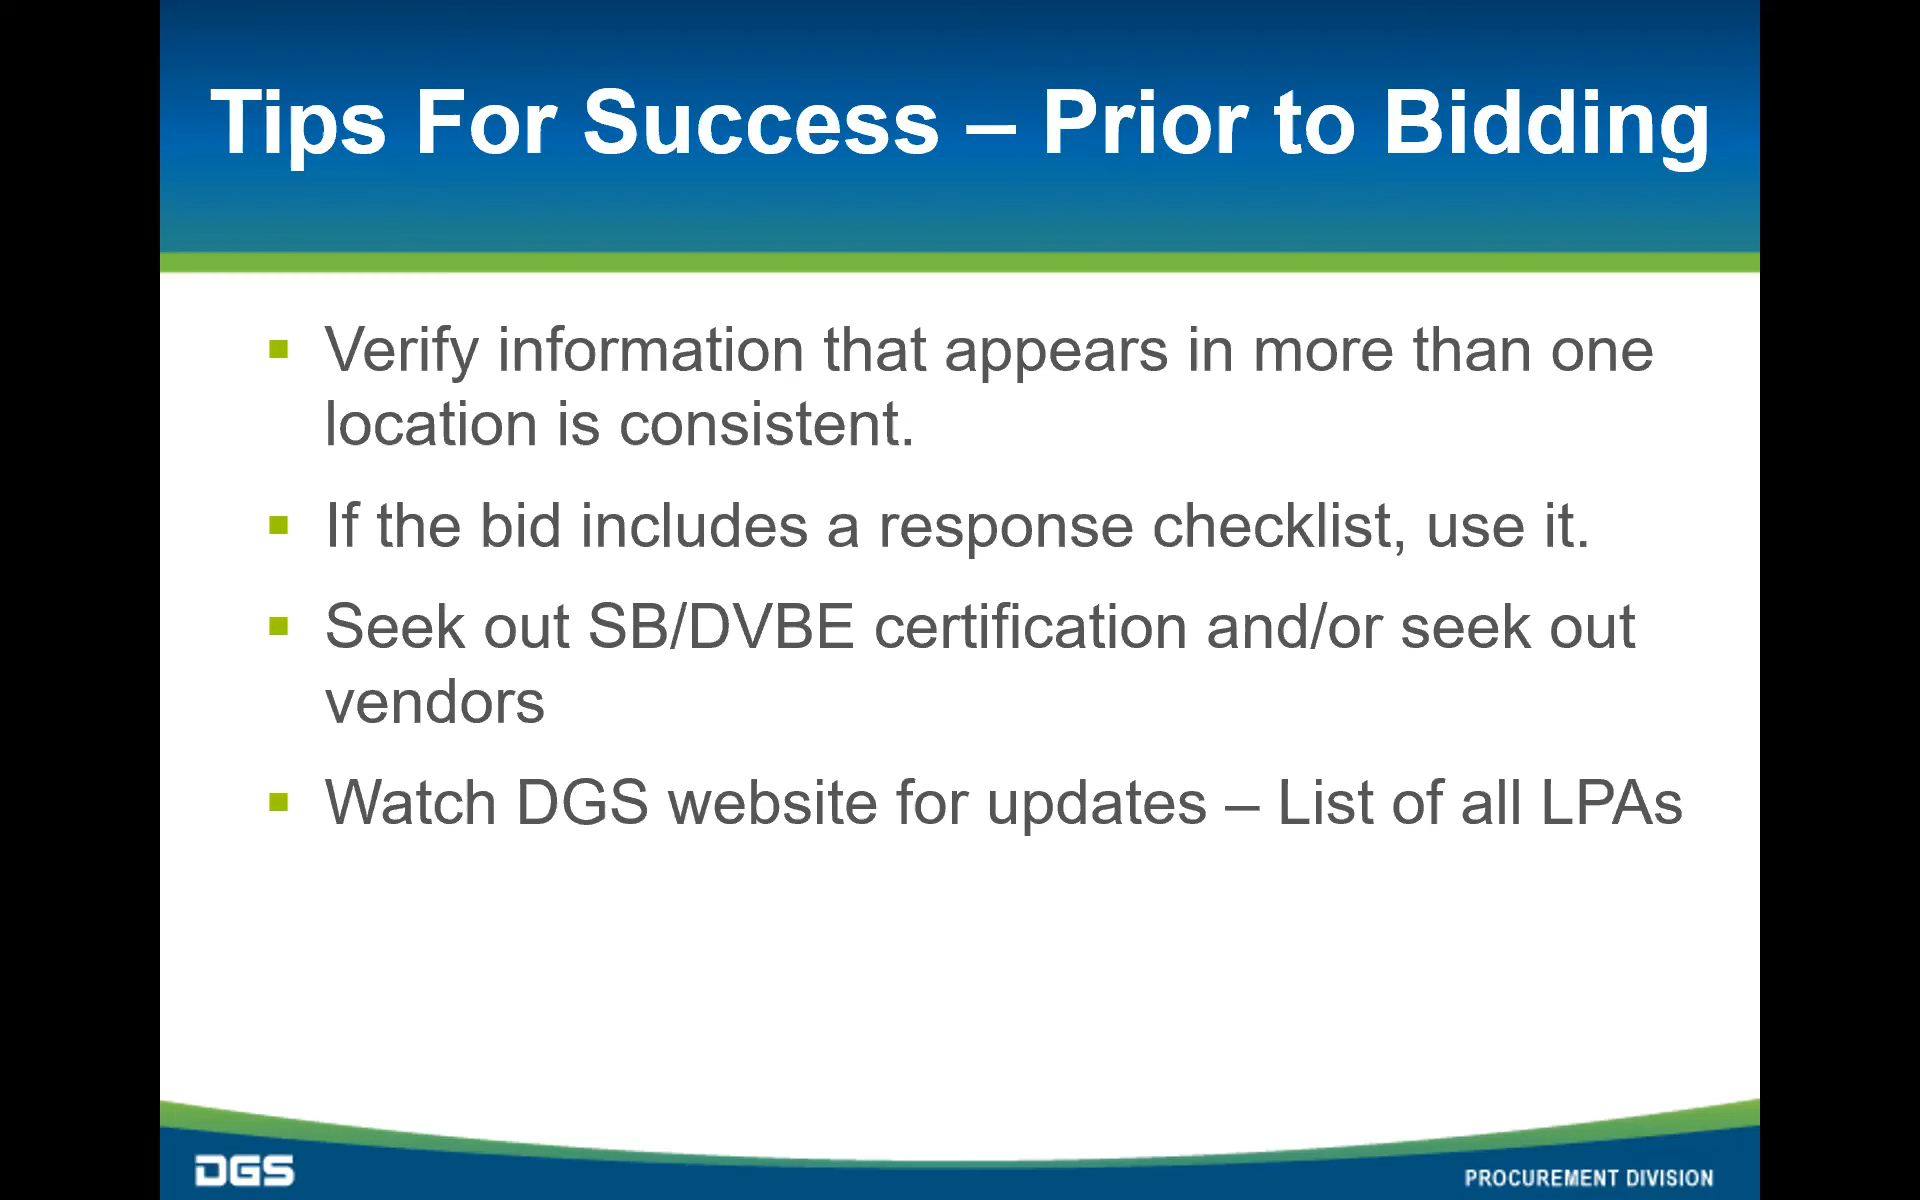 Tips For Success – Prior to Bidding
Verify information that appears in more than one
location is consistent.
If the bid includes a response checklist, use it.
Seek out SB/DVBE certification and/or seek out
vendors
Watch DGS website for updates – List of all LPAs
DGS
PROCUREMENT DIVISION